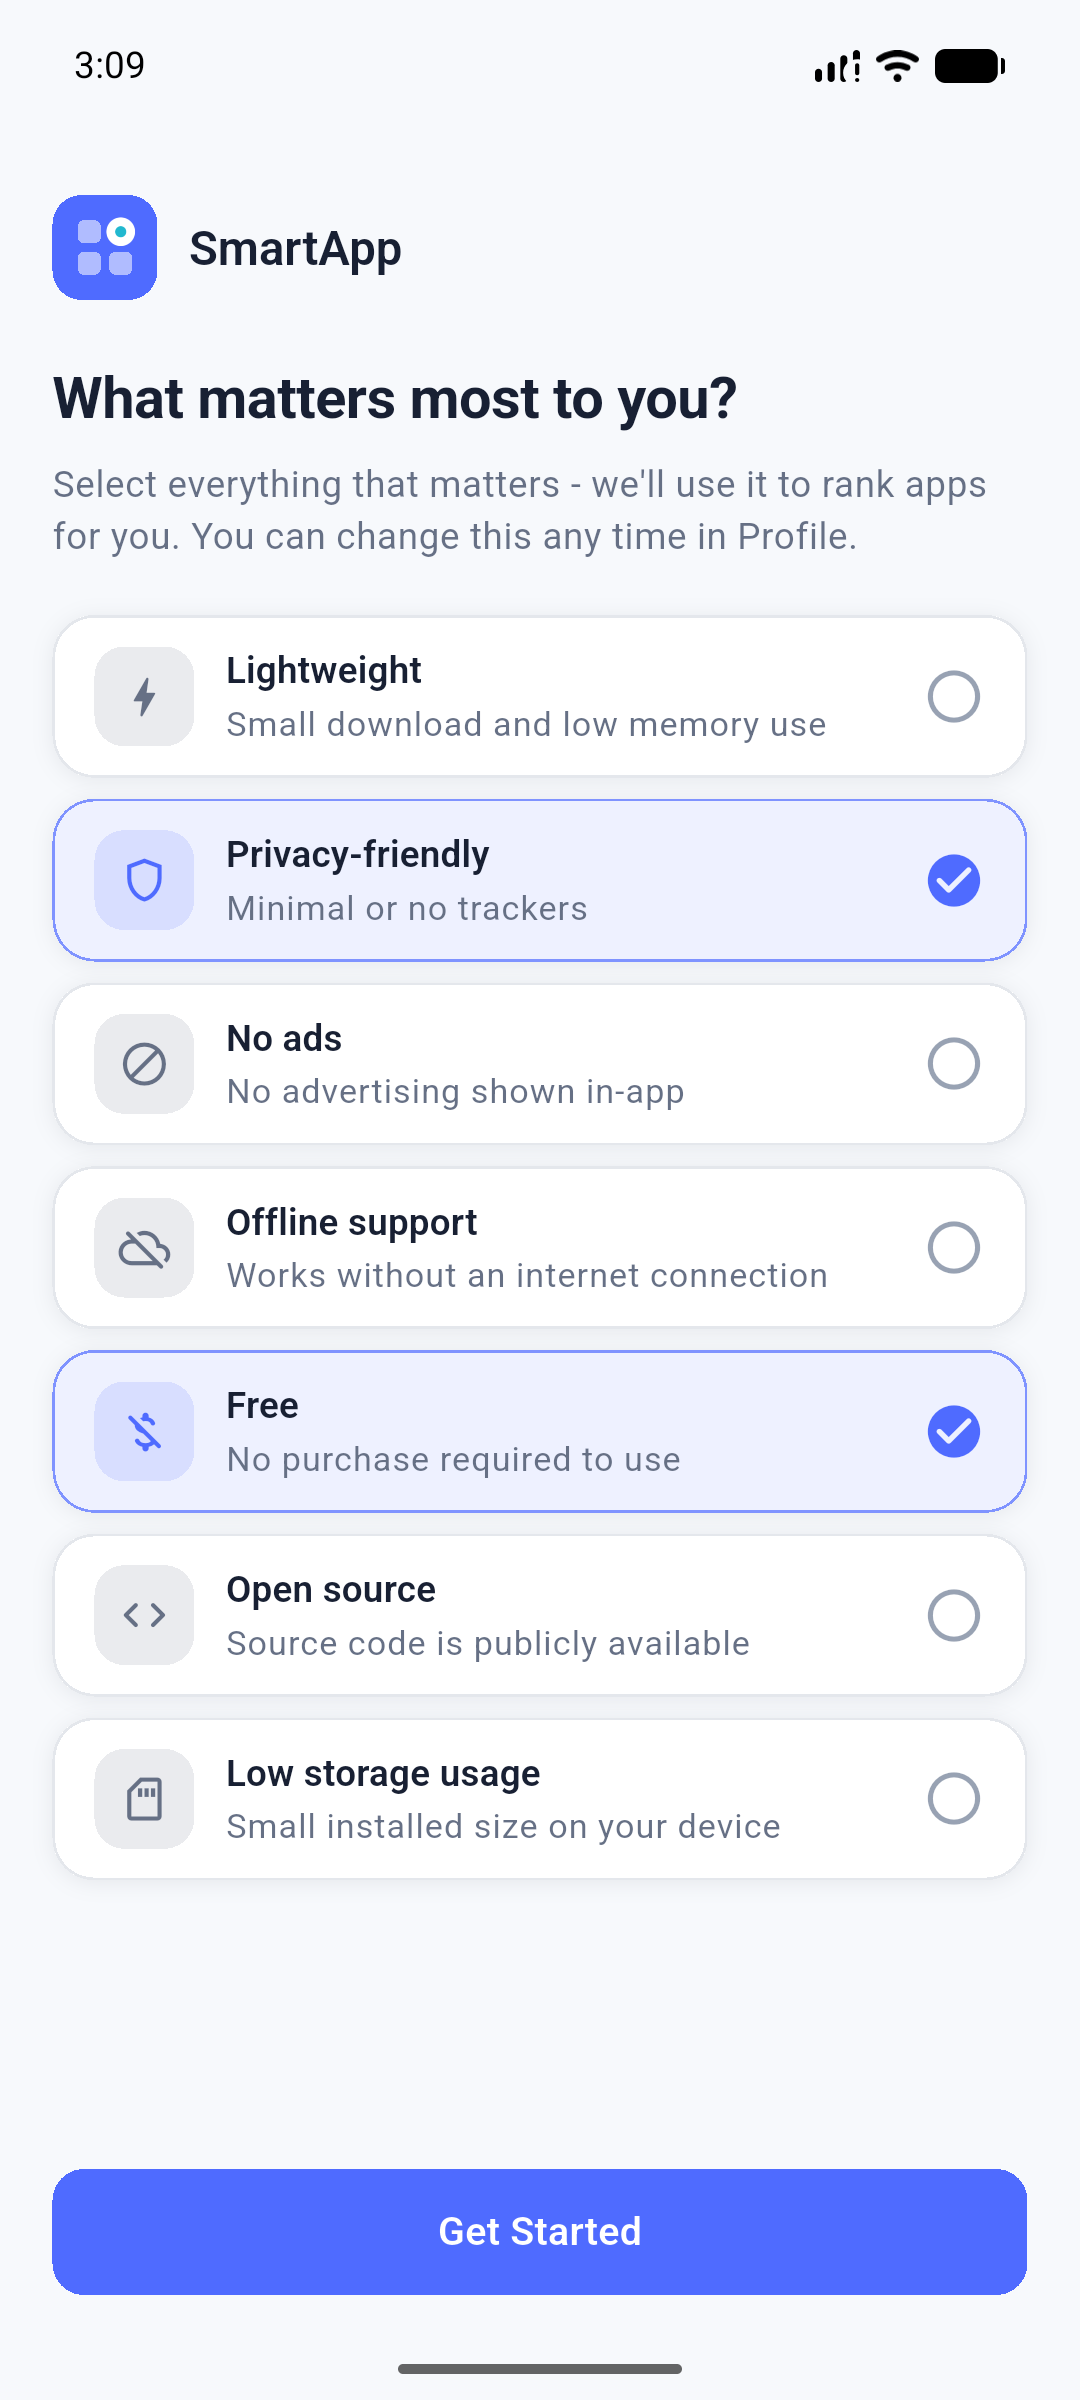 3:09
SmartApp
What matters most to you?
Select everything that matters - we'll use it to rank apps
for you. You can change this any time in Profile.
Lightweight
Small download and low memory use
Privacy-friendly
Minimal or no trackers
No ads
No advertising shown in-app
Offline support
Works without an internet connection
Free
No purchase required to use
Open source
Source code is publicly available
Low storage usage
Small installed size on your device
Get Started